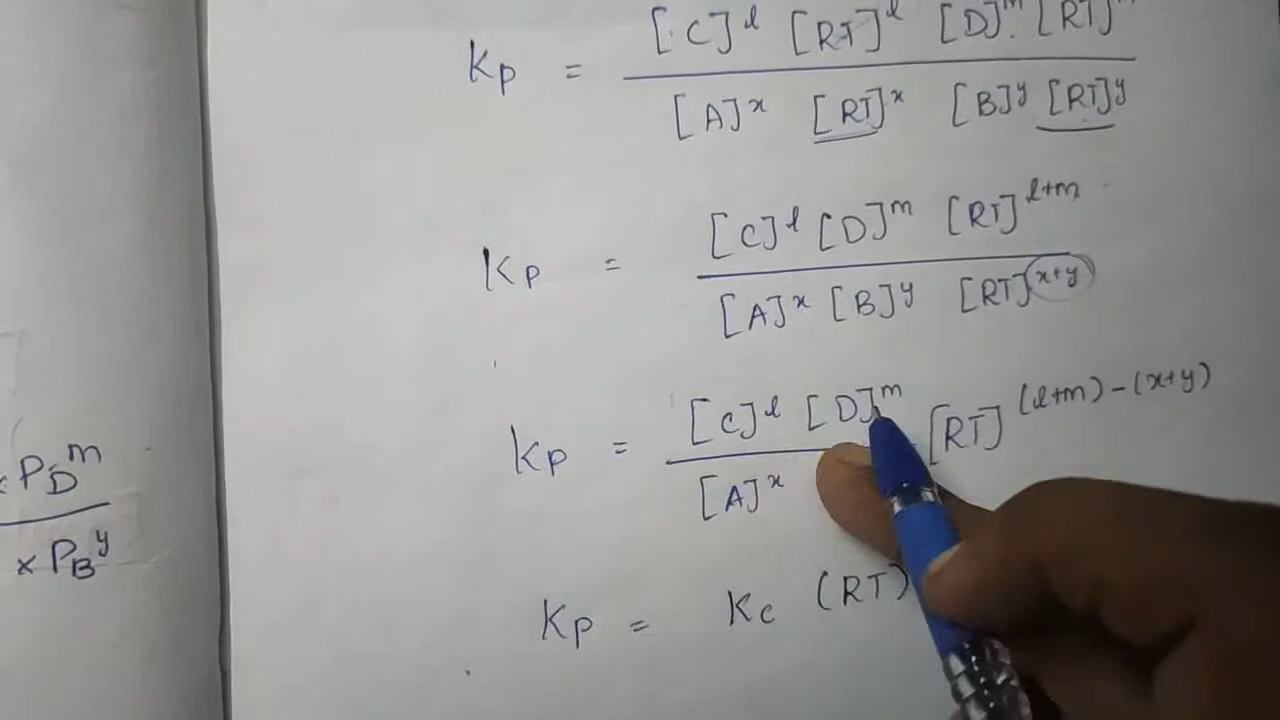 [C]^l [RT]^l [D]^m [RT]
Kp = ―――
[A]^x [RT]^x [B]^y [RT]^y
[C]^l [D]^m [RT]^l+m
Kp = ―――
[A]^x [B]^y [RT]^x+y
[C]^l [D]^m [RT]^(l+m)-(x+y)
Kp = ―――
[A]^x
Kp = Kc (RT)
P_D^m
x P_B^y